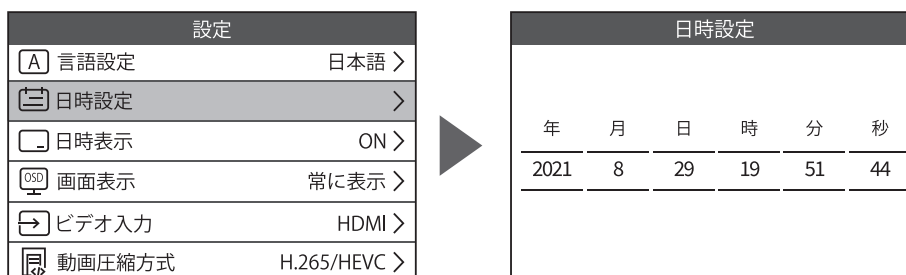 設定
A 言語設定 日本語 >
日時設定 >
日時表示 ON >
OSD 画面表示 常に表示 >
ビデオ入力 HDMI >
動画圧縮方式 H.265/HEVC >
日時設定
年 月 日 時 分 秒
2021 8 29 19 51 44